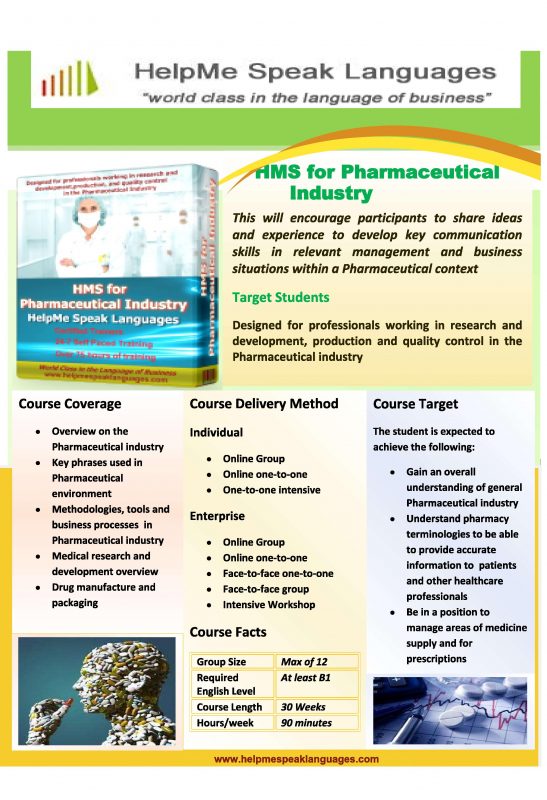 HelpMe Speak Languages
"world class in the language of business"
Designed for professionals working in research and
development,production, and quality control
in the Pharmaceutical Industry
HMS for
Pharmaceutical Industry
HelpMe Speak Languages
Certified Trainers
24/7 Self Paced Training
Over 75 hours of training
World Class in the Language of Business
www.helpmespeaklanguages.com
HMS for
Pharmaceutical Industry
HMS for Pharmaceutical
Industry
This will encourage participants to share ideas
and experience to develop key communication
skills in relevant management and business
situations within a Pharmaceutical context
Target Students
Designed for professionals working in research and
development, production and quality control in the
Pharmaceutical industry
Course Coverage
• Overview on the
Pharmaceutical industry
• Key phrases used in
Pharmaceutical
environment
• Methodologies, tools and
business processes in
Pharmaceutical industry
• Medical research and
development overview
• Drug manufacture and
packaging
Course Delivery Method
Individual
• Online Group
• Online one-to-one
• One-to-one intensive
Enterprise
• Online Group
• Online one-to-one
• Face-to-face one-to-one
• Face-to-face group
• Intensive Workshop
Course Facts
Group Size Max of 12
Required At least B1
English Level
Course Length 30 Weeks
Hours/week 90 minutes
Course Target
The student is expected to
achieve the following:
• Gain an overall
understanding of general
Pharmaceutical industry
• Understand pharmacy
terminologies to be able
to provide accurate
information to patients
and other healthcare
professionals
• Be in a position to
manage areas of medicine
supply and for
prescriptions
www.helpmespeaklanguages.com